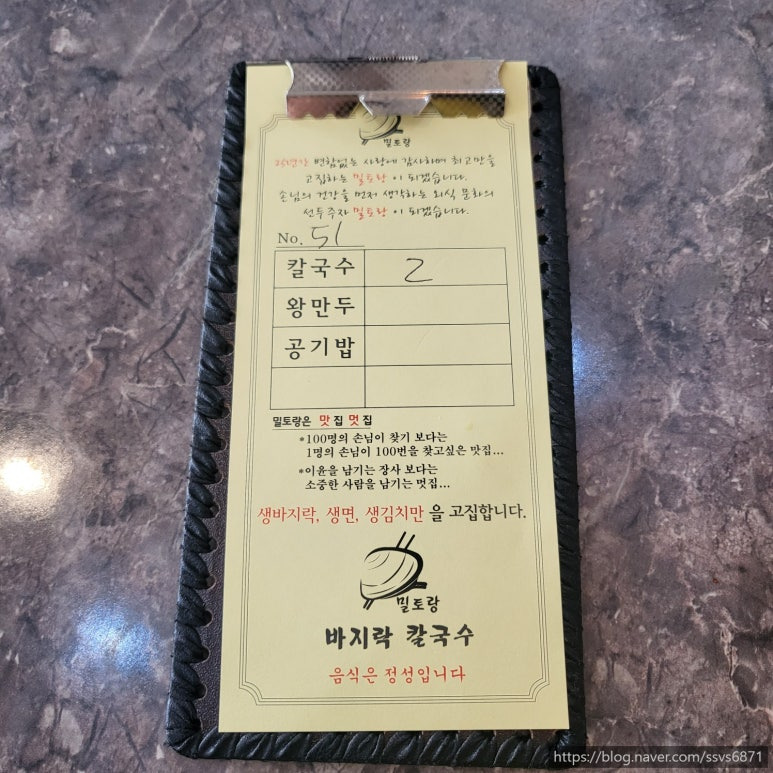 밀토랑
25년간 변함없는 사랑에 감사하며 최고만을
고집하는 밀토랑 이 되겠습니다.
손님의 건강을 먼저 생각하는 외식 문화의
선두주자 밀토랑 이 되겠습니다.
No. 51
칼국수 2
왕만두
공기밥
밀토랑은 맛집 멋집
*100명의 손님이 찾기 보다는
1명의 손님이 100번을 찾고싶은 맛집...
*이윤을 남기는 장사 보다는
소중한 사람을 남기는 멋집...
생바지락, 생면, 생김치만 을 고집합니다.
밀토랑
바지락 칼국수
음식은 정성입니다
https://blog.naver.com/ssvs6871